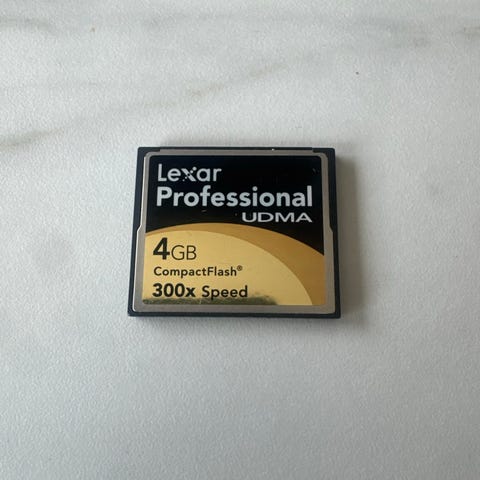 Lexar
Professional
UDMA
4GB
CompactFlash®
300x Speed